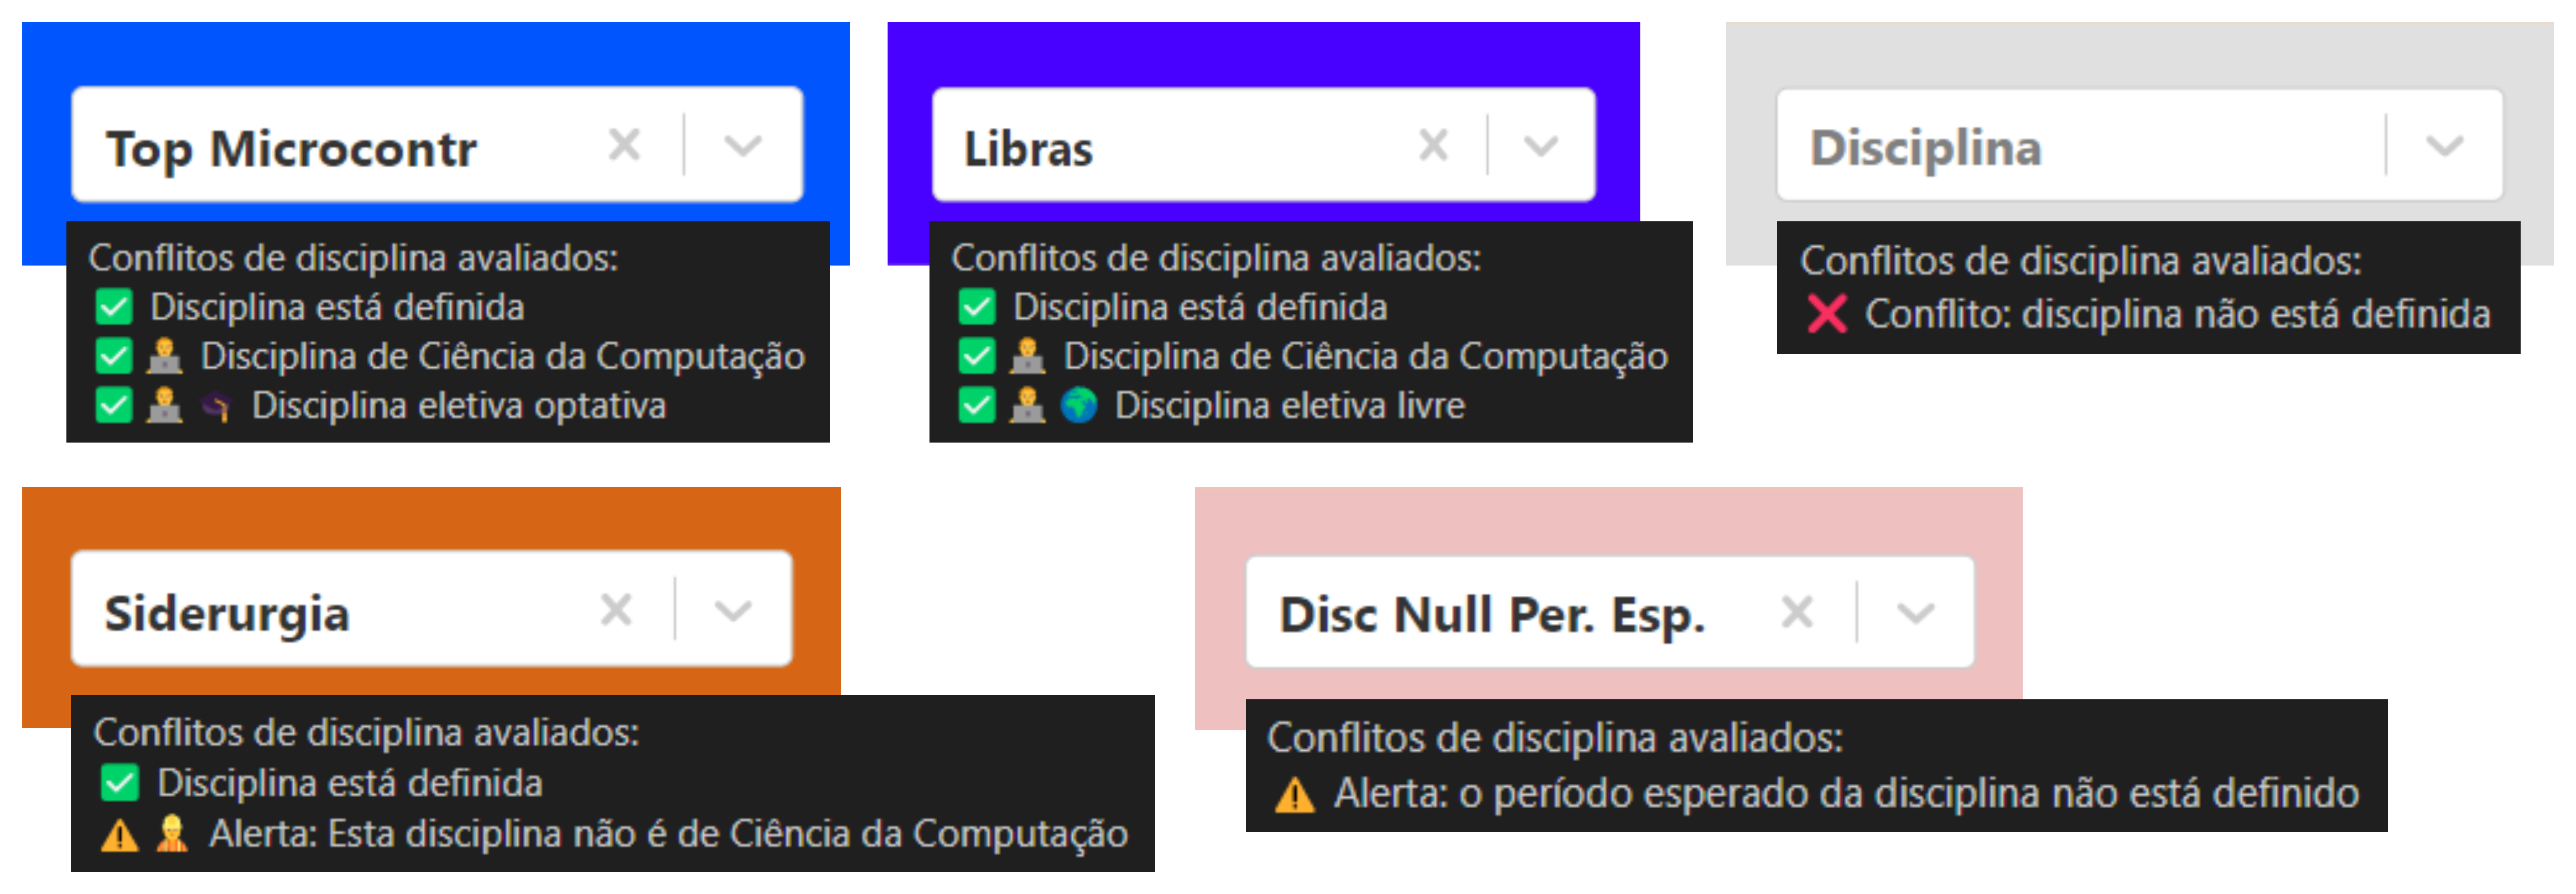 Top Microcontr
Conflitos de disciplina avaliados:
✅ Disciplina está definida
✅ 🧑‍💻 Disciplina de Ciência da Computação
✅ 🧑‍💻 🎓 Disciplina eletiva optativa
Libras
Conflitos de disciplina avaliados:
✅ Disciplina está definida
✅ 🧑‍💻 Disciplina de Ciência da Computação
✅ 🧑‍💻 🌍 Disciplina eletiva livre
Disciplina
Conflitos de disciplina avaliados:
❌ Conflito: disciplina não está definida
Siderurgia
Conflitos de disciplina avaliados:
✅ Disciplina está definida
⚠️ 👷 Alerta: Esta disciplina não é de Ciência da Computação
Disc Null Per. Esp.
Conflitos de disciplina avaliados:
⚠️ Alerta: o período esperado da disciplina não está definido